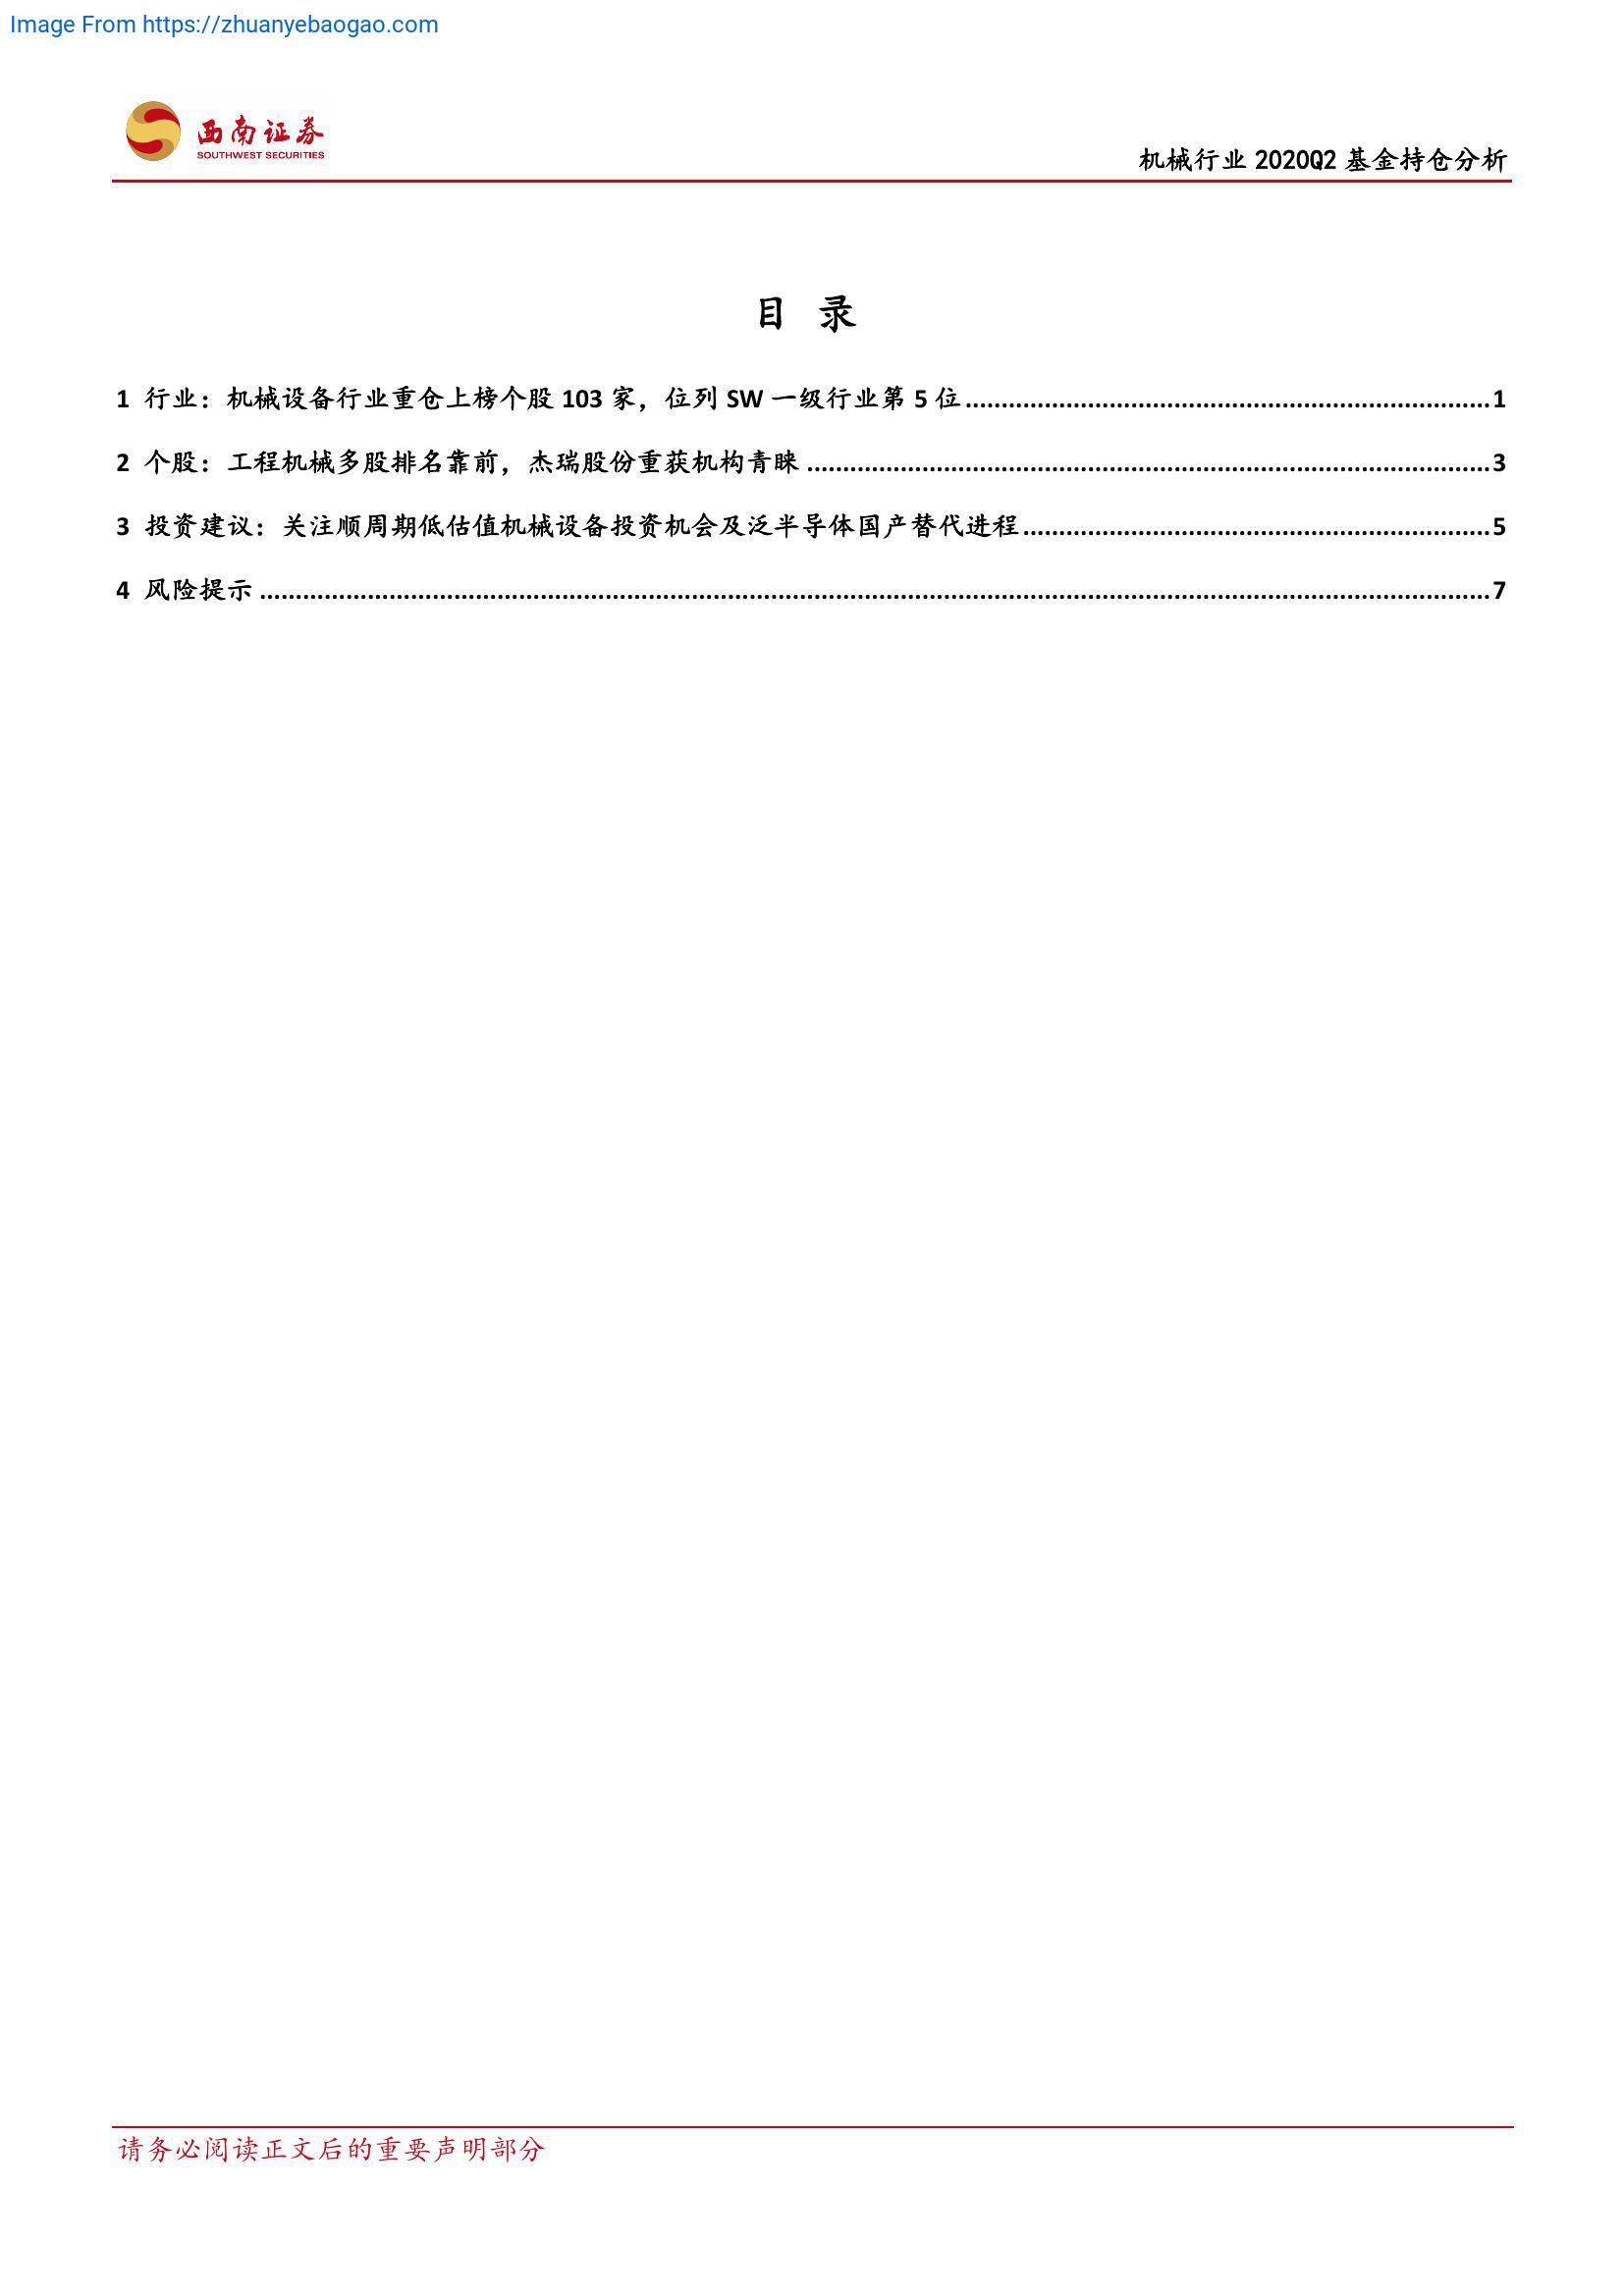 Image From https://zhuanyebaogao.com
西南证券
SOUTHWEST SECURITIES
机械行业 2020Q2 基金持仓分析
目 录
1 行业：机械设备行业重仓上榜个股 103 家，位列 SW 一级行业第 5 位........................................................................1
2 个股：工程机械多股排名靠前，杰瑞股份重获机构青睐..............................................................................................3
3 投资建议：关注顺周期低估值机械设备投资机会及泛半导体国产替代进程................................................................5
4 风险提示..........................................................................................................................................................................7
请务必阅读正文后的重要声明部分